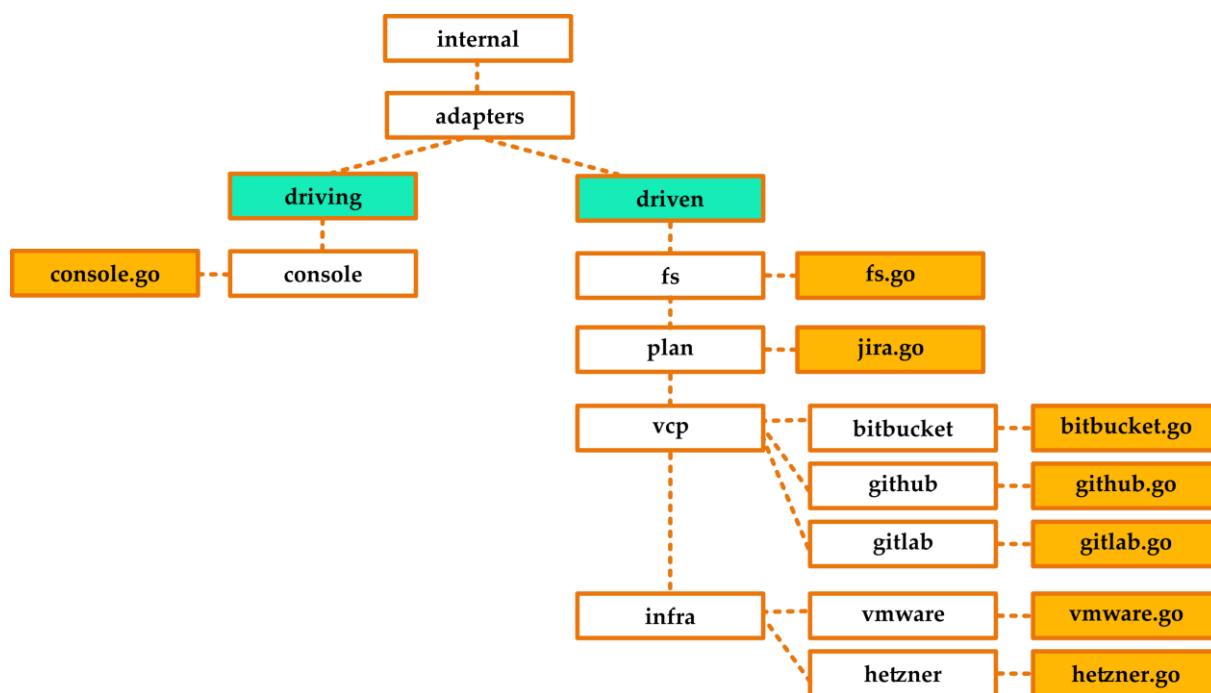 internal
adapters
driving
driven
console.go
console
fs
fs.go
plan
jira.go
vcp
bitbucket
bitbucket.go
github
github.go
gitlab
gitlab.go
infra
vmware
vmware.go
hetzner
hetzner.go